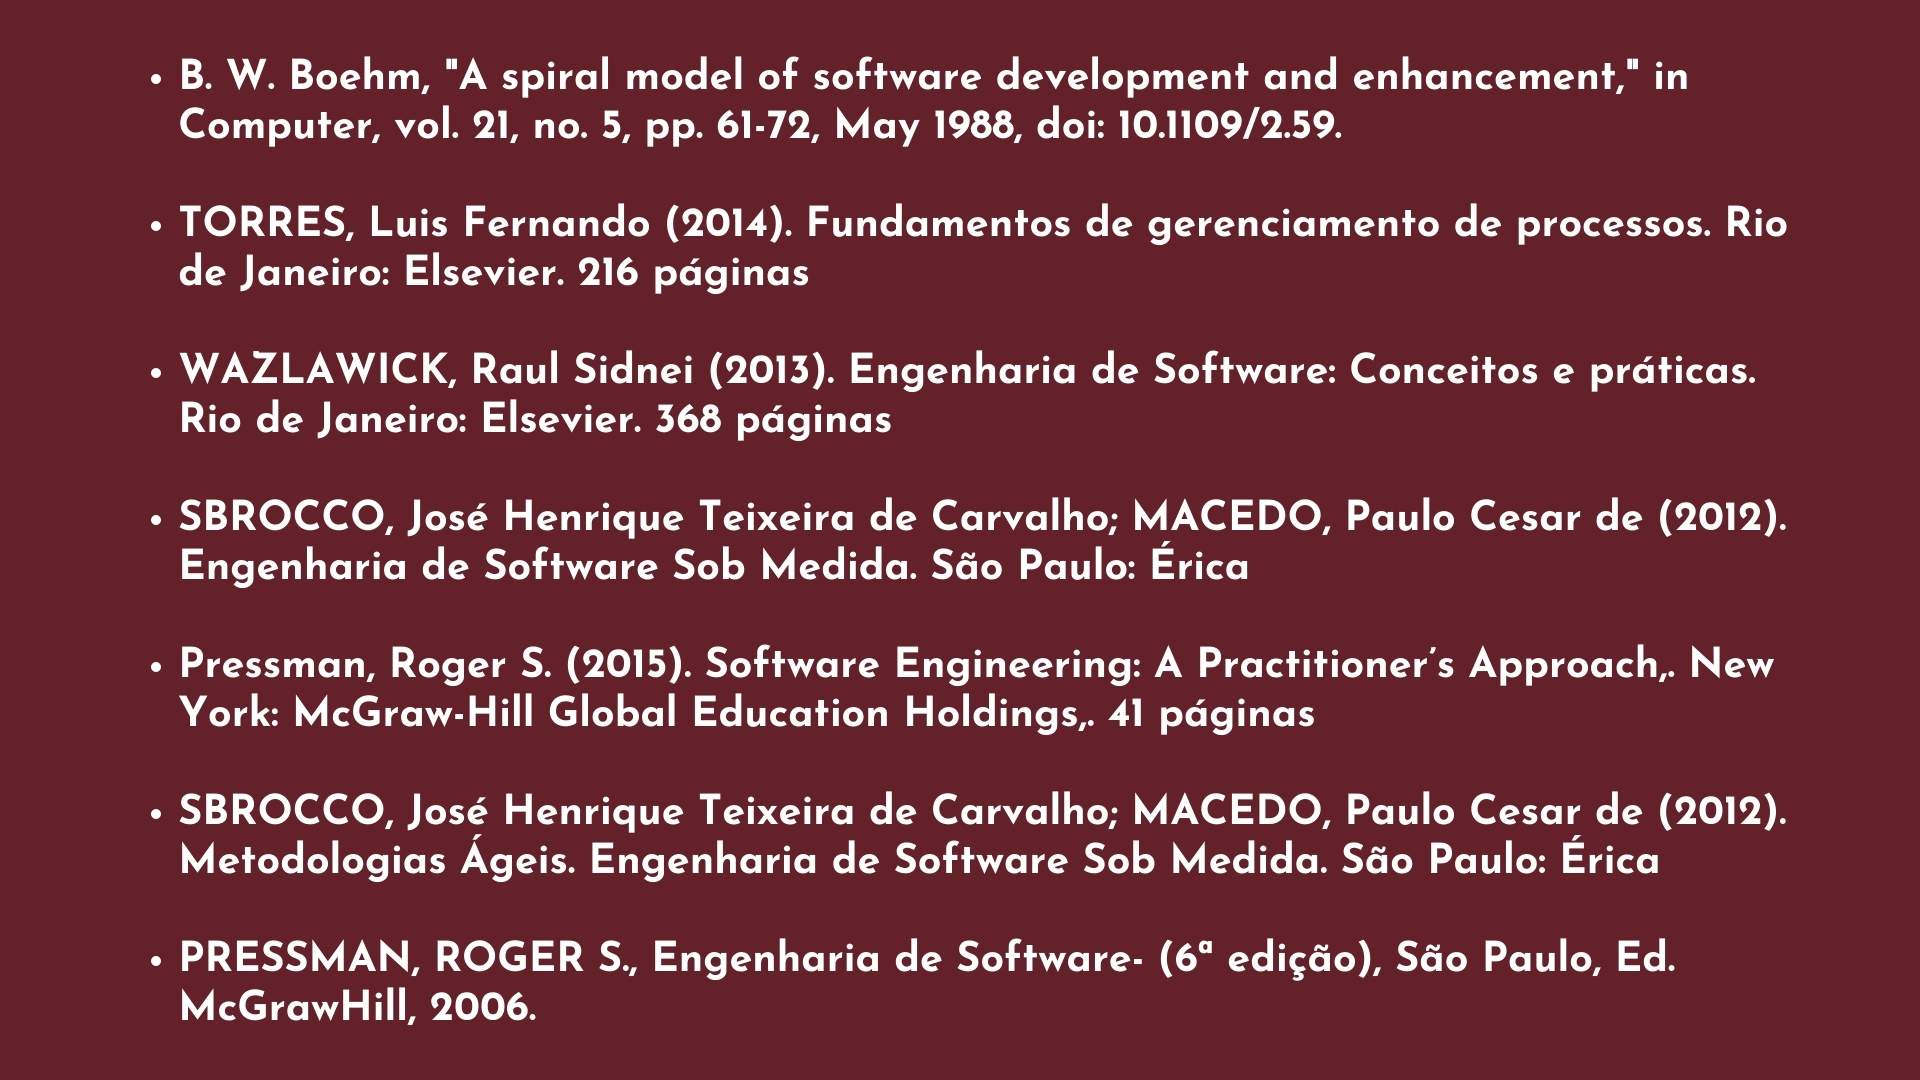 • B. W. Boehm, "A spiral model of software development and enhancement," in
Computer, vol. 21, no. 5, pp. 61-72, May 1988, doi: 10.1109/2.59.
• TORRES, Luis Fernando (2014). Fundamentos de gerenciamento de processos. Rio
de Janeiro: Elsevier. 216 páginas
• WAZLAWICK, Raul Sidnei (2013). Engenharia de Software: Conceitos e práticas.
Rio de Janeiro: Elsevier. 368 páginas
• SBROCCO, José Henrique Teixeira de Carvalho; MACEDO, Paulo Cesar de (2012).
Engenharia de Software Sob Medida. São Paulo: Érica
• Pressman, Roger S. (2015). Software Engineering: A Practitioner’s Approach,. New
York: McGraw-Hill Global Education Holdings,. 41 páginas
• SBROCCO, José Henrique Teixeira de Carvalho; MACEDO, Paulo Cesar de (2012).
Metodologias Ágeis. Engenharia de Software Sob Medida. São Paulo: Érica
• PRESSMAN, ROGER S., Engenharia de Software- (6ª edição), São Paulo, Ed.
McGrawHill, 2006.